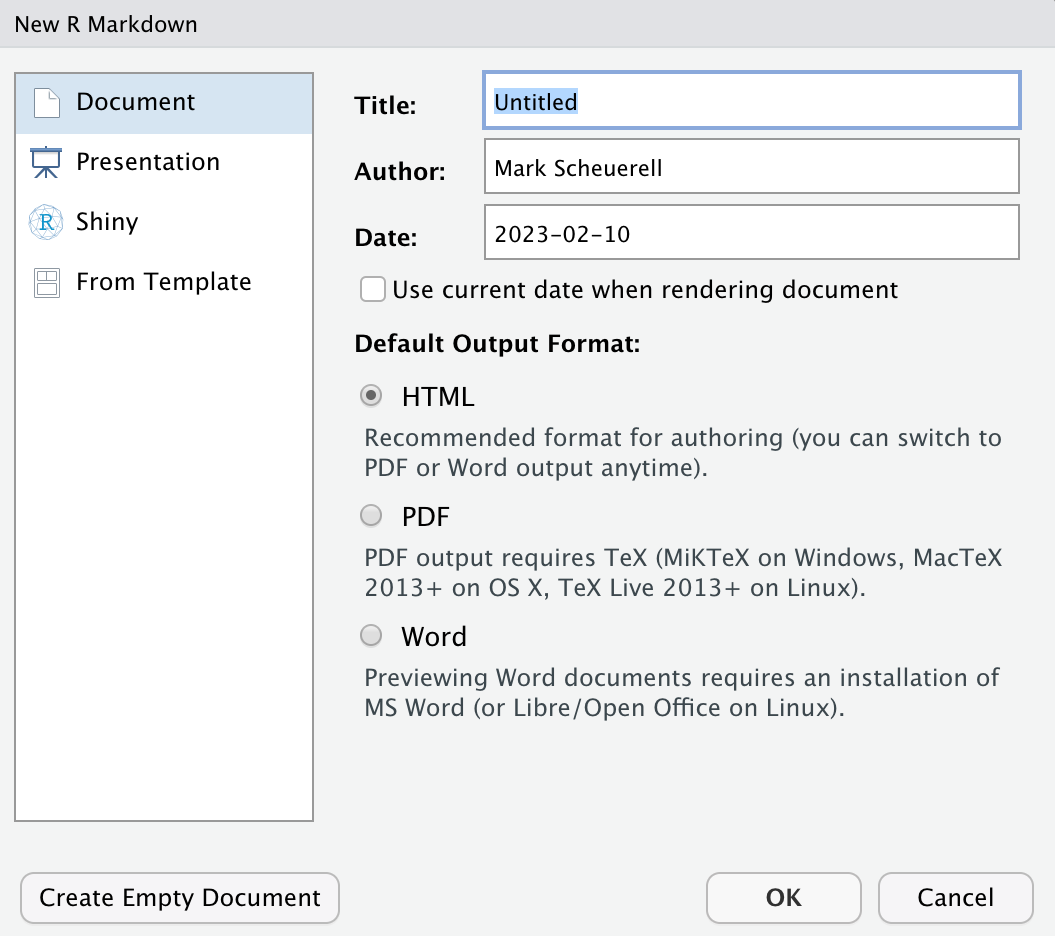 New R Markdown
Document
Presentation
Shiny
From Template
Title:
Untitled
Author:
Mark Scheuerell
Date:
2023-02-10
Use current date when rendering document
Default Output Format:
HTML
Recommended format for authoring (you can switch to
PDF or Word output anytime).
PDF
PDF output requires TeX (MiKTeX on Windows, MacTeX
2013+ on OS X, TeX Live 2013+ on Linux).
Word
Previewing Word documents requires an installation of
MS Word (or Libre/Open Office on Linux).
Create Empty Document
OK
Cancel